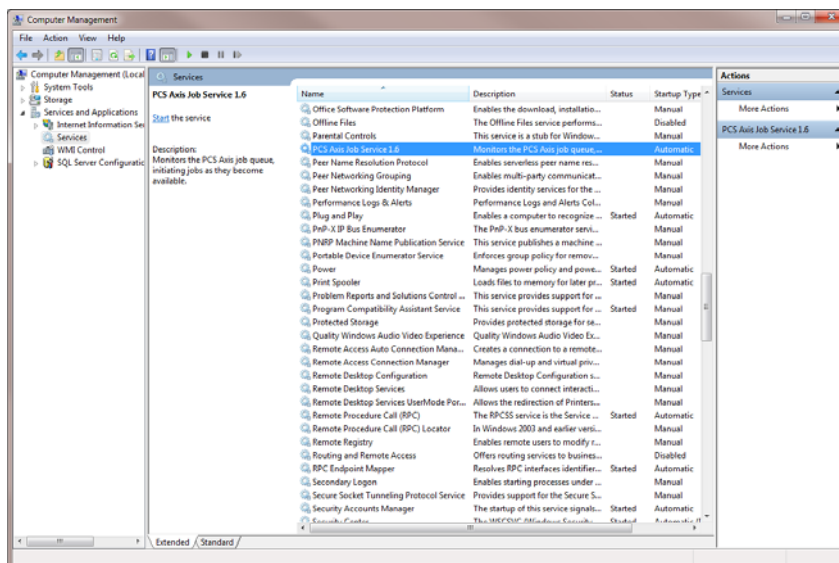 Computer Management
File Action View Help
Computer Management (Local
System Tools
Storage
Services and Applications
Internet Information Se
Services
WMI Control
SQL Server Configuratic
Services
PCS Axis Job Service 1.6
Start the service
Description:
Monitors the PCS Axis job queue,
initiating jobs as they become
available.
Name Description Status Startup Type
Office Software Protection Platform Enables the download, installatio... Manual
Offline Files The Offline Files service performs... Disabled
Parental Controls This service is a stub for Window... Manual
PCS Axis Job Service 1.6 Monitors the PCS Axis job queue,... Automatic
Peer Name Resolution Protocol Enables serverless peer name res... Manual
Peer Networking Grouping Enables multi-party communicat... Manual
Peer Networking Identity Manager Provides identity services for the ... Manual
Performance Logs & Alerts Performance Logs and Alerts Col... Manual
Plug and Play Enables a computer to recognize ... Started Automatic
PnP-X IP Bus Enumerator The PnP-X bus enumerator servi... Manual
PNRP Machine Name Publication Service This service publishes a machine ... Manual
Portable Device Enumerator Service Enforces group policy for remov... Manual
Power Manages power policy and powe... Started Automatic
Print Spooler Loads files to memory for later pr... Started Automatic
Problem Reports and Solutions Control ... This service provides support for ... Manual
Program Compatibility Assistant Service This service provides support for ... Started Manual
Protected Storage Provides protected storage for se... Manual
Quality Windows Audio Video Experience Quality Windows Audio Video Ex... Manual
Remote Access Auto Connection Mana... Creates a connection to a remote... Manual
Remote Access Connection Manager Manages dial-up and virtual priv... Manual
Remote Desktop Configuration Remote Desktop Configuration s... Manual
Remote Desktop Services Allows users to connect interacti... Manual
Remote Desktop Services UserMode Por... Allows the redirection of Printers... Manual
Remote Procedure Call (RPC) The RPCSS service is the Service ... Started Automatic
Remote Procedure Call (RPC) Locator In Windows 2003 and earlier versi... Manual
Remote Registry Enables remote users to modify r... Manual
Routing and Remote Access Offers routing services to busines... Disabled
RPC Endpoint Mapper Resolves RPC interfaces identifier... Started Automatic
Secondary Logon Enables starting processes under ... Manual
Secure Socket Tunneling Protocol Service Provides support for the Secure S... Manual
Security Accounts Manager The startup of this service signals... Started Automatic
Security Center The WSCSVC (Windows Security... Started Automatic (
Extended Standard
Actions
Services
More Actions
PCS Axis Job Service 1.6
More Actions